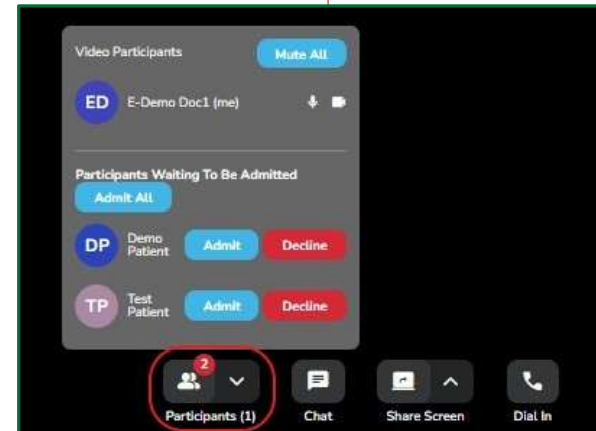 Video Participants
Mute All
ED
E-Demo Doc1 (me)
Participants Waiting To Be Admitted
Admit All
DP
Demo
Patient
Admit
Decline
TP
Test
Patient
Admit
Decline
2
Participants (1)
Chat
Share Screen
Dial In